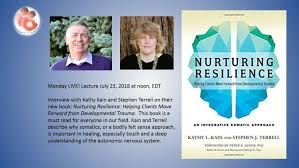 Monday LIVE! Lecture July 23, 2018 at noon, EDT
Interview with Kathy Kain and Stephen Terrell on their
new book: Nurturing Resilience: Helping Clients Move
Forward from Developmental Trauma. This book is a
must read for everyone in our field. Kain and Terrell
describe why somatics, or a bodily felt sense approach,
is important in healing, especially touch and a deep
understanding of the autonomic nervous system.
NURTURING
RESILIENCE
HELPING CLIENTS MOVE FORWARD
FROM DEVELOPMENTAL TRAUMA
AN INTEGRATIVE SOMATIC APPROACH
KATHY L. KAIN AND STEPHEN J. TERRELL
FOREWORD BY PETER A. LEVINE, PhD